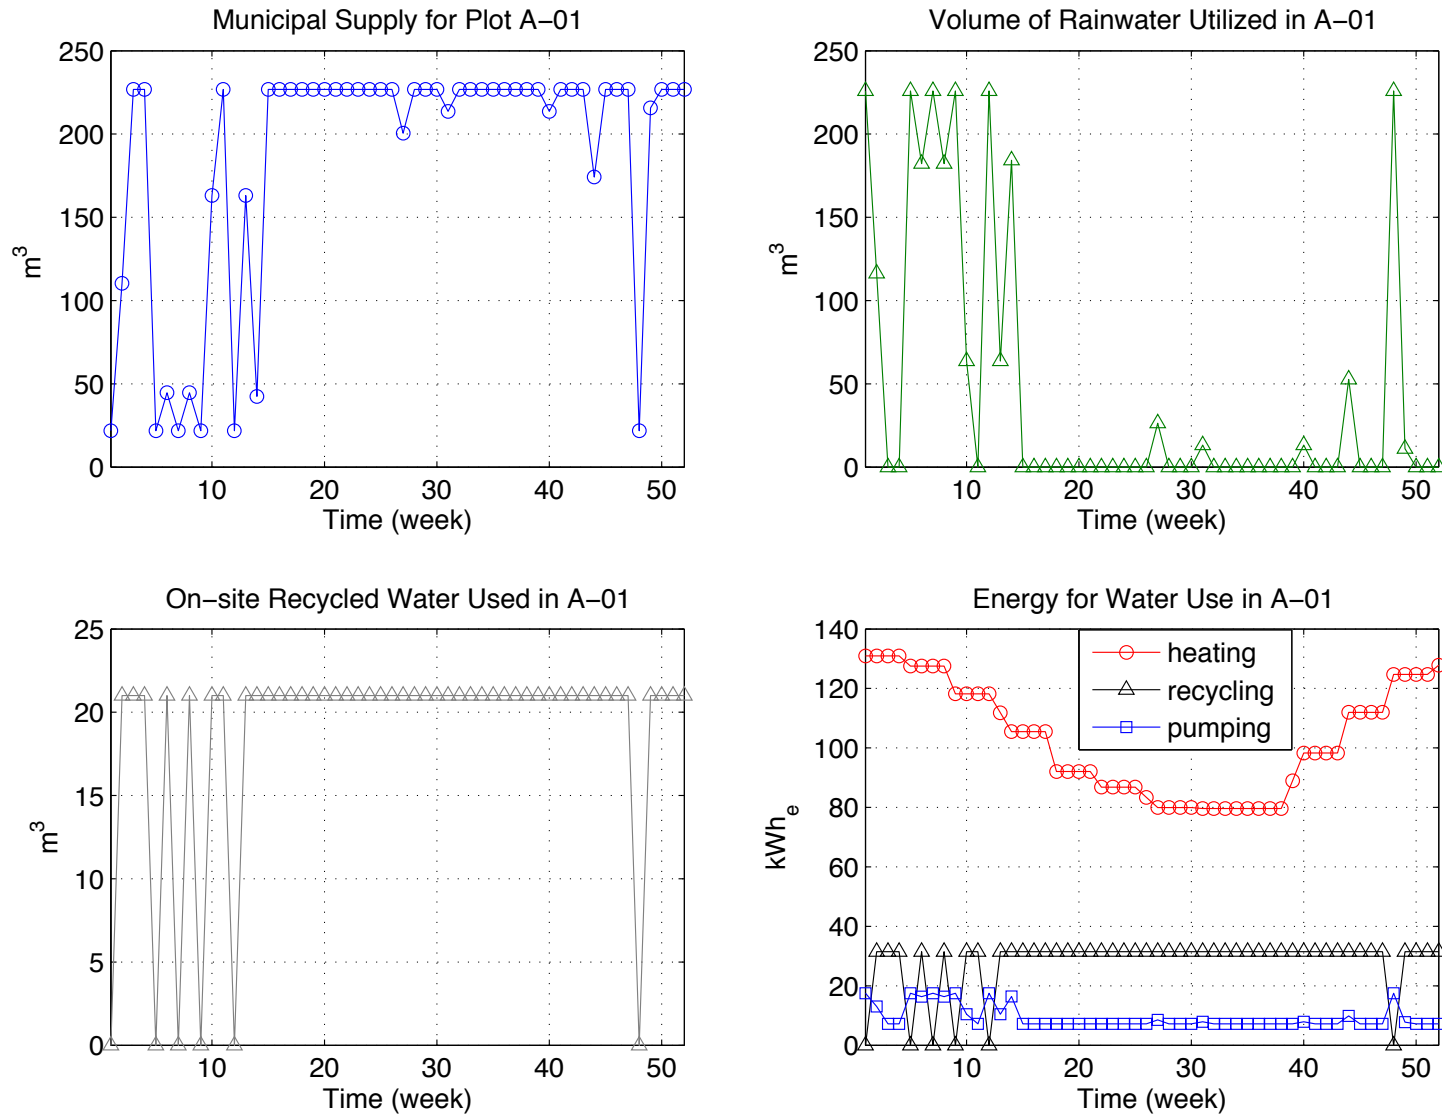 Municipal Supply for Plot A−01
250
200
150
100
50
0
m3
10 20 30 40 50
Time (week)
Volume of Rainwater Utilized in A−01
250
200
150
100
50
0
m3
10 20 30 40 50
Time (week)
On−site Recycled Water Used in A−01
25
20
15
10
5
0
m3
10 20 30 40 50
Time (week)
Energy for Water Use in A−01
140
120
100
80
60
40
20
0
kWhe
heating
recycling
pumping
10 20 30 40 50
Time (week)